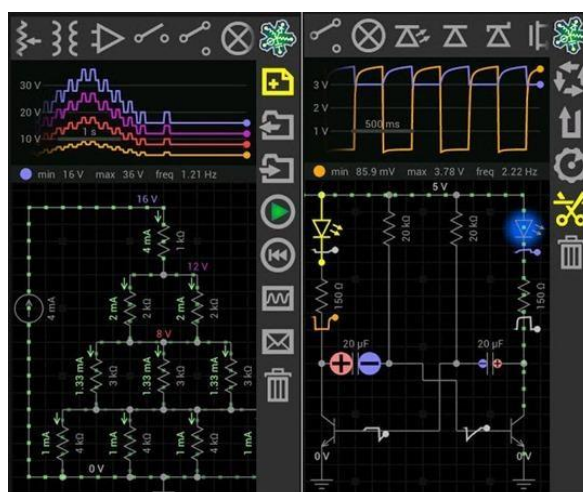 30 V
20 V
10 V
1 s
min 16 V max 36 V freq 1.21 Hz
16 V
4 mA
1 kΩ
12 V
4 mA
2 mA
2 kΩ
2 mA
2 kΩ
8 V
1.33 mA
3 kΩ
1.33 mA
3 kΩ
1.33 mA
3 kΩ
1 mA
4 kΩ
1 mA
4 kΩ
1 mA
4 kΩ
0 V
3 V
2 V
1 V
500 ms
min 85.9 mV max 3.78 V freq 2.22 Hz
5 V
20 kΩ
20 kΩ
150 Ω
150 Ω
20 µF
20 µF
0 V
0 V